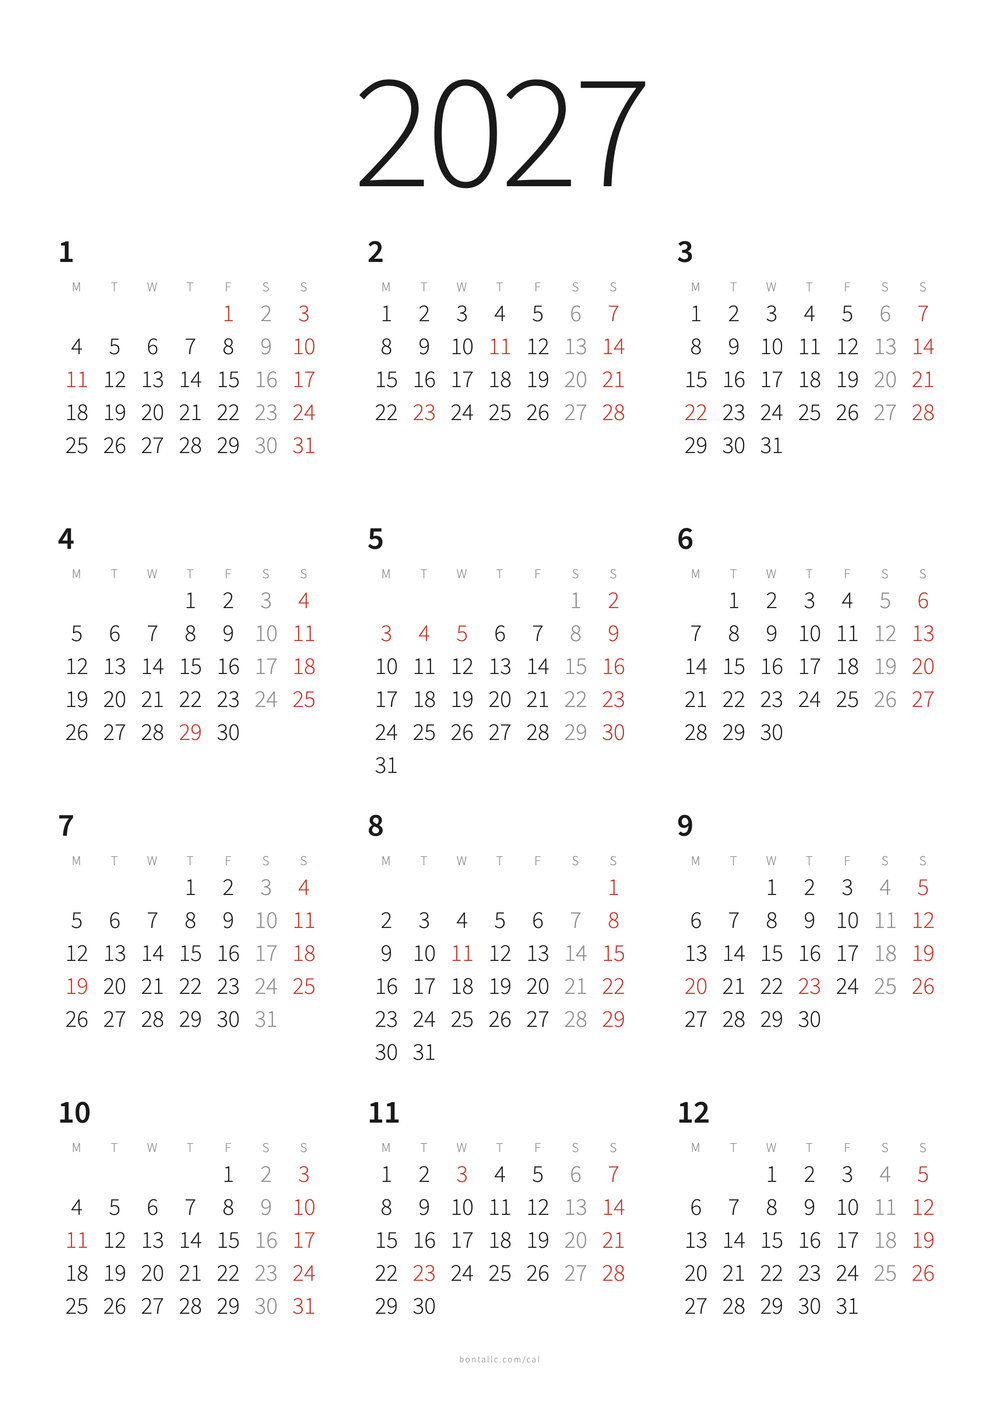 2027
1
M T W T F S S
1 2 3
4 5 6 7 8 9 10
11 12 13 14 15 16 17
18 19 20 21 22 23 24
25 26 27 28 29 30 31
2
M T W T F S S
1 2 3 4 5 6 7
8 9 10 11 12 13 14
15 16 17 18 19 20 21
22 23 24 25 26 27 28
3
M T W T F S S
1 2 3 4 5 6 7
8 9 10 11 12 13 14
15 16 17 18 19 20 21
22 23 24 25 26 27 28
29 30 31
4
M T W T F S S
1 2 3 4
5 6 7 8 9 10 11
12 13 14 15 16 17 18
19 20 21 22 23 24 25
26 27 28 29 30
5
M T W T F S S
1 2
3 4 5 6 7 8 9
10 11 12 13 14 15 16
17 18 19 20 21 22 23
24 25 26 27 28 29 30
31
6
M T W T F S S
1 2 3 4 5 6
7 8 9 10 11 12 13
14 15 16 17 18 19 20
21 22 23 24 25 26 27
28 29 30
7
M T W T F S S
1 2 3 4
5 6 7 8 9 10 11
12 13 14 15 16 17 18
19 20 21 22 23 24 25
26 27 28 29 30 31
8
M T W T F S S
1
2 3 4 5 6 7 8
9 10 11 12 13 14 15
16 17 18 19 20 21 22
23 24 25 26 27 28 29
30 31
9
M T W T F S S
1 2 3 4 5
6 7 8 9 10 11 12
13 14 15 16 17 18 19
20 21 22 23 24 25 26
27 28 29 30
10
M T W T F S S
1 2 3
4 5 6 7 8 9 10
11 12 13 14 15 16 17
18 19 20 21 22 23 24
25 26 27 28 29 30 31
11
M T W T F S S
1 2 3 4 5 6 7
8 9 10 11 12 13 14
15 16 17 18 19 20 21
22 23 24 25 26 27 28
29 30
12
M T W T F S S
1 2 3 4 5
6 7 8 9 10 11 12
13 14 15 16 17 18 19
20 21 22 23 24 25 26
27 28 29 30 31
bontallc.com/cal